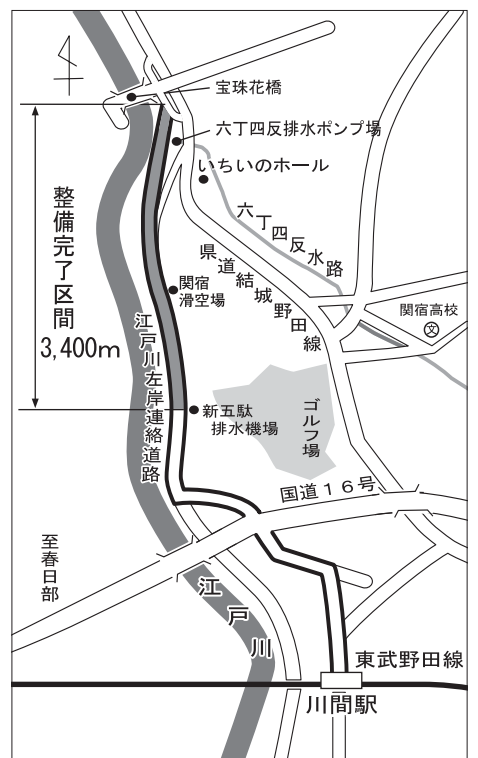 宝珠花橋
六丁四反排水ポンプ場
いちいのホール
六丁四反水路
整備完了区間
3,400m
県道結城野田線
関宿
滑空場
関宿高校
文
江戸川左岸連絡道路
新五駄
排水機場
ゴルフ場
国道16号
至春日部
江戸川
東武野田線
川間駅